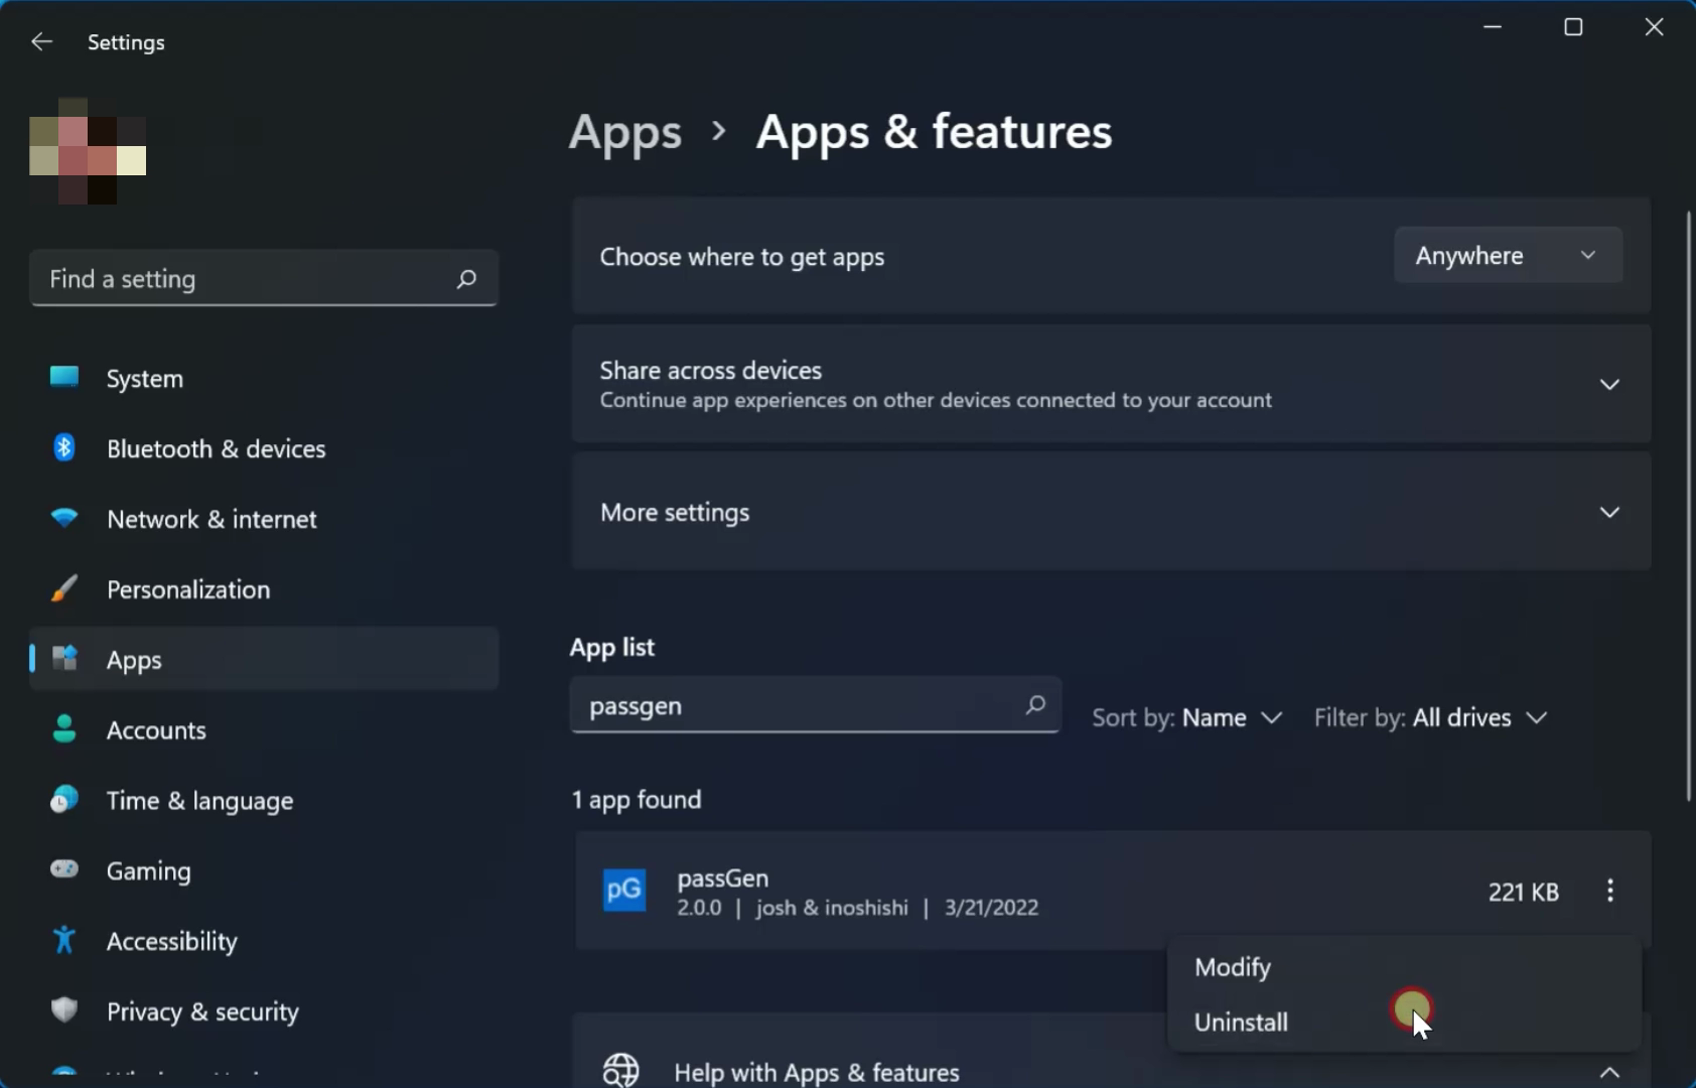 Settings
Apps > Apps & features
Choose where to get apps
Anywhere
Find a setting
Share across devices
Continue app experiences on other devices connected to your account
System
Bluetooth & devices
More settings
Network & internet
Personalization
App list
Apps
passgen
Sort by: Name
Filter by: All drives
Accounts
Time & language
1 app found
Gaming
pG
passGen
2.0.0 | josh & inoshishi | 3/21/2022
221 KB
Accessibility
Modify
Privacy & security
Uninstall
Help with Apps & features